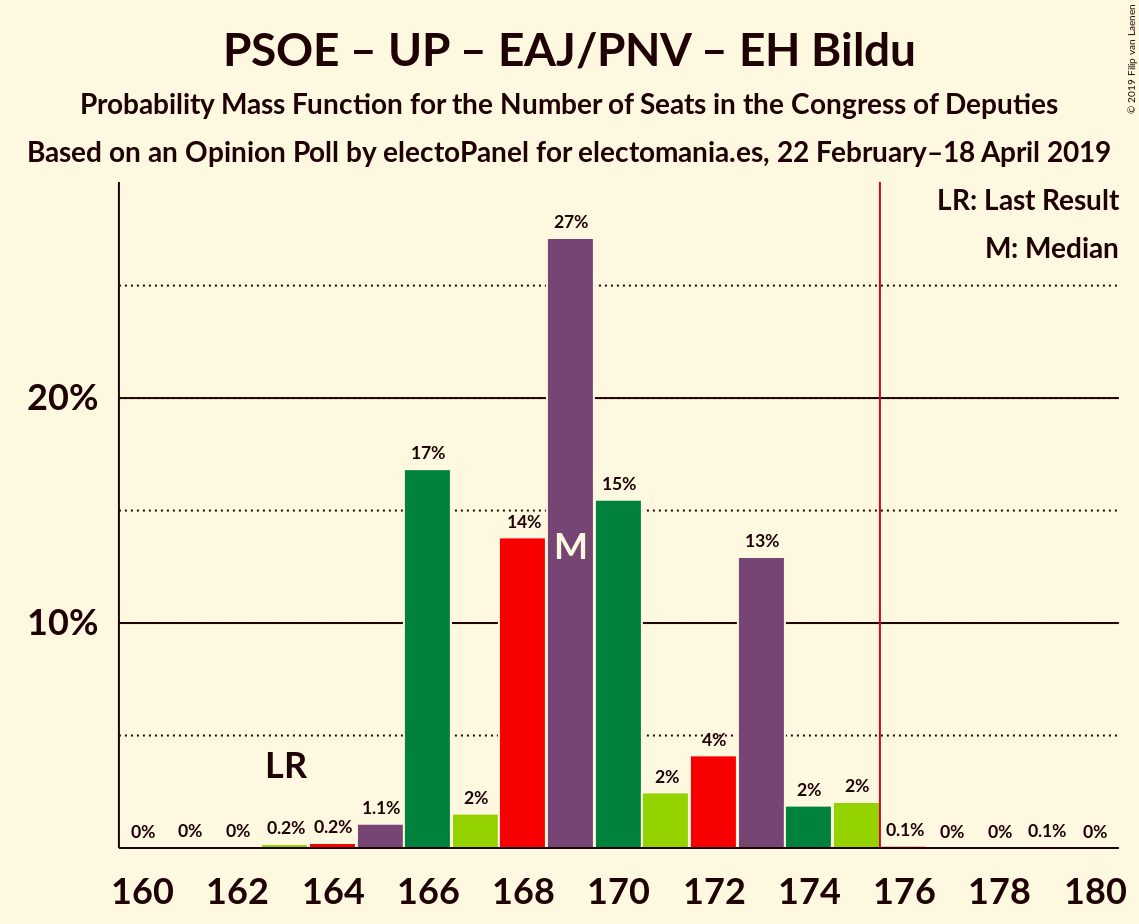 PSOE – UP – EAJ/PNV – EH Bildu
Probability Mass Function for the Number of Seats in the Congress of Deputies
Based on an Opinion Poll by electoPanel for electomania.es, 22 February–18 April 2019
© 2019 Filip van Laenen
LR: Last Result
M: Median
20%
10%
LR
M
0%
0%
0%
0.2%
0.2%
1.1%
17%
2%
14%
27%
15%
2%
4%
13%
2%
2%
0.1%
0%
0%
0.1%
0%
160 162 164 166 168 170 172 174 176 178 180